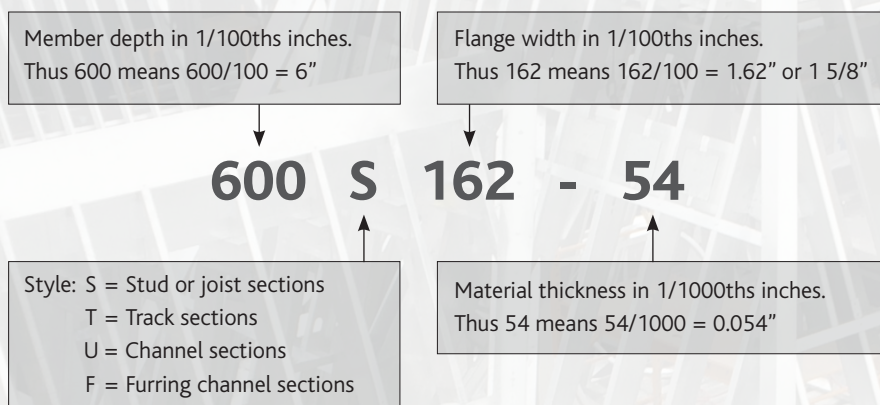 Member depth in 1/100ths inches.
Thus 600 means 600/100 = 6”
Flange width in 1/100ths inches.
Thus 162 means 162/100 = 1.62” or 1 5/8”
600 S 162 - 54
Style: S = Stud or joist sections
T = Track sections
U = Channel sections
F = Furring channel sections
Material thickness in 1/1000ths inches.
Thus 54 means 54/1000 = 0.054”